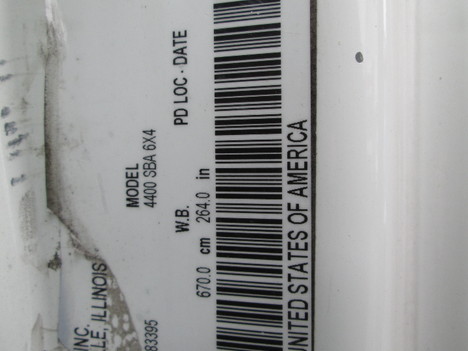 INC.
LE, ILLINOIS
MODEL
4400 SBA 6X4
83395
W.B.
PD LOC - DATE
670.0 cm 264.0 in
UNITED STATES OF AMERICA